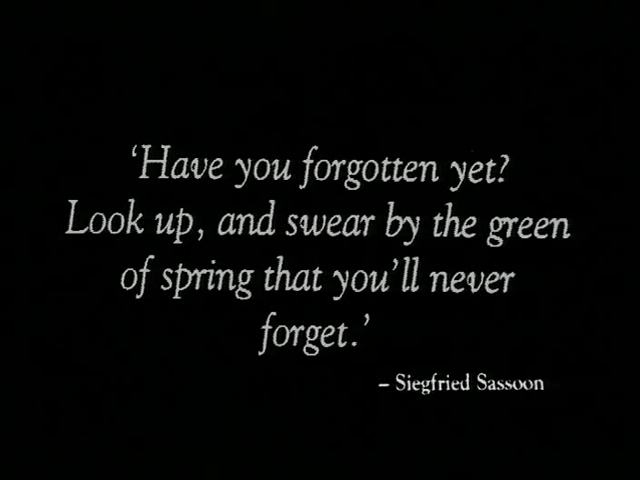 ‘Have you forgotten yet?
Look up, and swear by the green
of spring that you’ll never
forget.’
– Siegfried Sassoon